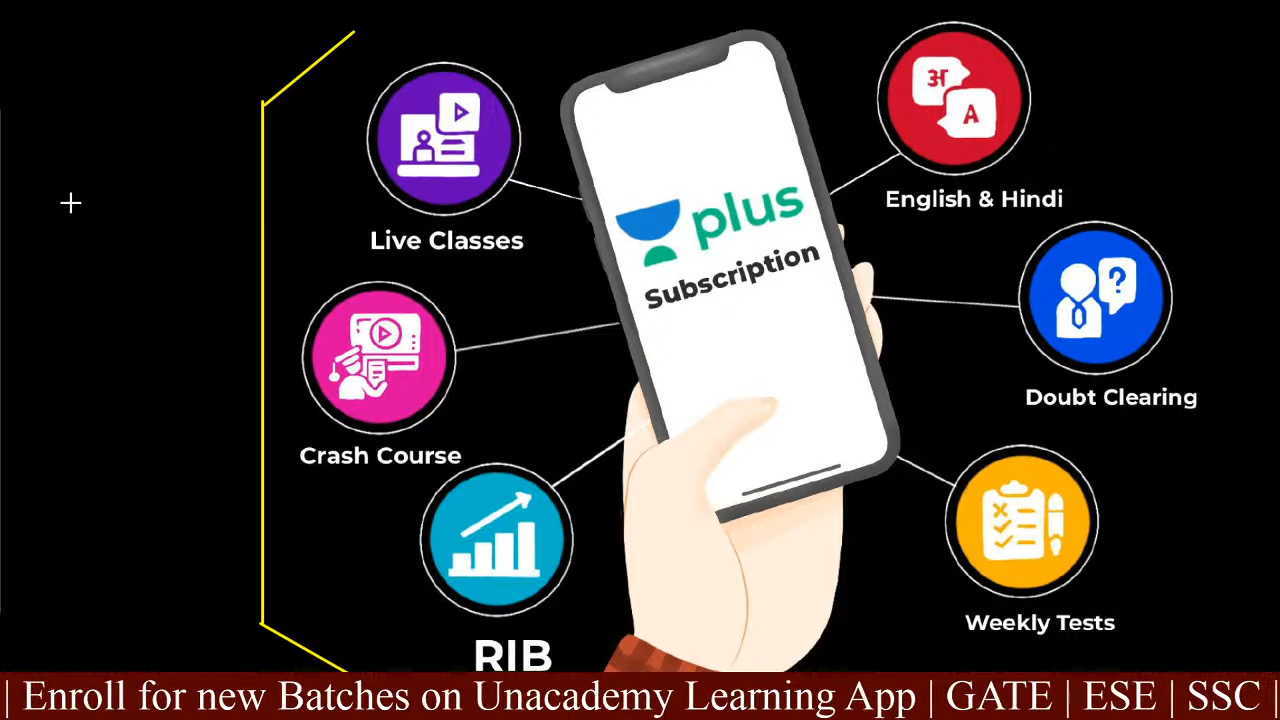 Live Classes
English & Hindi
अ
A
plus
Subscription
?
Doubt Clearing
Crash Course
RIB
Weekly Tests
| Enroll for new Batches on Unacademy Learning App | GATE | ESE | SSC |